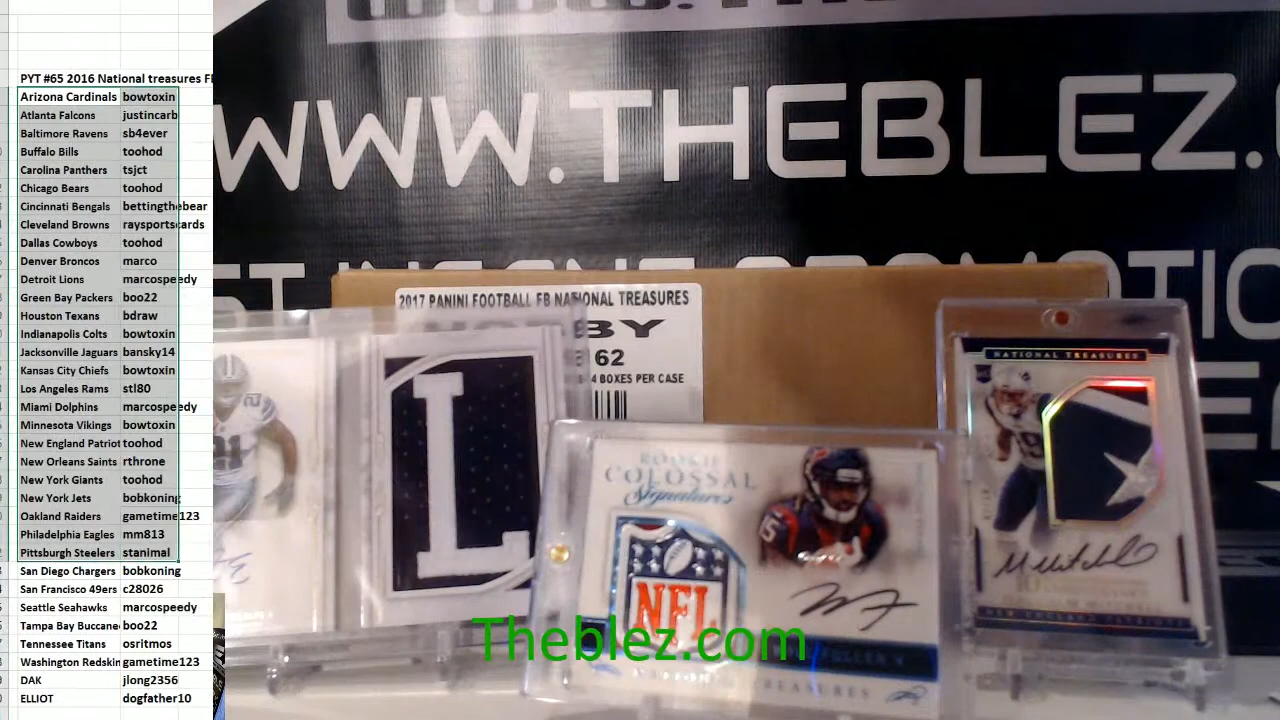 PYT #65 2016 National treasures F
Arizona Cardinals bowtoxin
Atlanta Falcons justincarb
Baltimore Ravens sb4ever
Buffalo Bills toohod
Carolina Panthers tsjct
Chicago Bears toohod
Cincinnati Bengals bettingthebear
Cleveland Browns raysportscards
Dallas Cowboys toohod
Denver Broncos marco
Detroit Lions marcospeedy
Green Bay Packers boo22
Houston Texans bdraw
Indianapolis Colts bowtoxin
Jacksonville Jaguars bansky14
Kansas City Chiefs bowtoxin
Los Angeles Rams stl80
Miami Dolphins marcospeedy
Minnesota Vikings bowtoxin
New England Patriot toohod
New Orleans Saints rthrone
New York Giants toohod
New York Jets bobkoning
Oakland Raiders gametime123
Philadelphia Eagles mm813
Pittsburgh Steelers stanimal
San Diego Chargers bobkoning
San Francisco 49ers c28026
Seattle Seahawks marcospeedy
Tampa Bay Buccane boo22
Tennessee Titans osritmos
Washington Redskin gametime123
DAK jlong2356
ELLIOT dogfather10
WWW.THEBLEZ.
2017 PANINI FOOTBALL FB NATIONAL TREASURES
BY
62
4 BOXES PER CASE
L
ROOKIE
COLOSSAL
Signatures
NFL
FULLER V
TREASURES
NATIONAL TREASURES
NEW ENGLAND PATRIOTS
Theblez.com